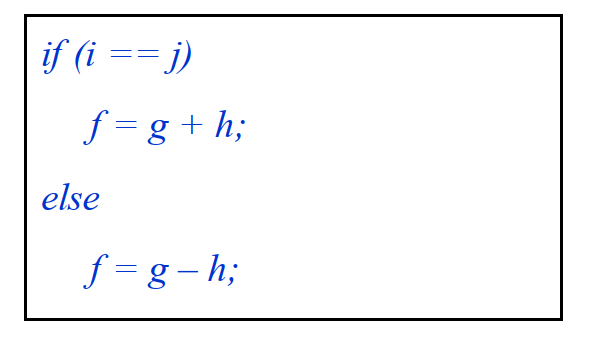 if (i == j)
f = g + h;
else
f = g – h;